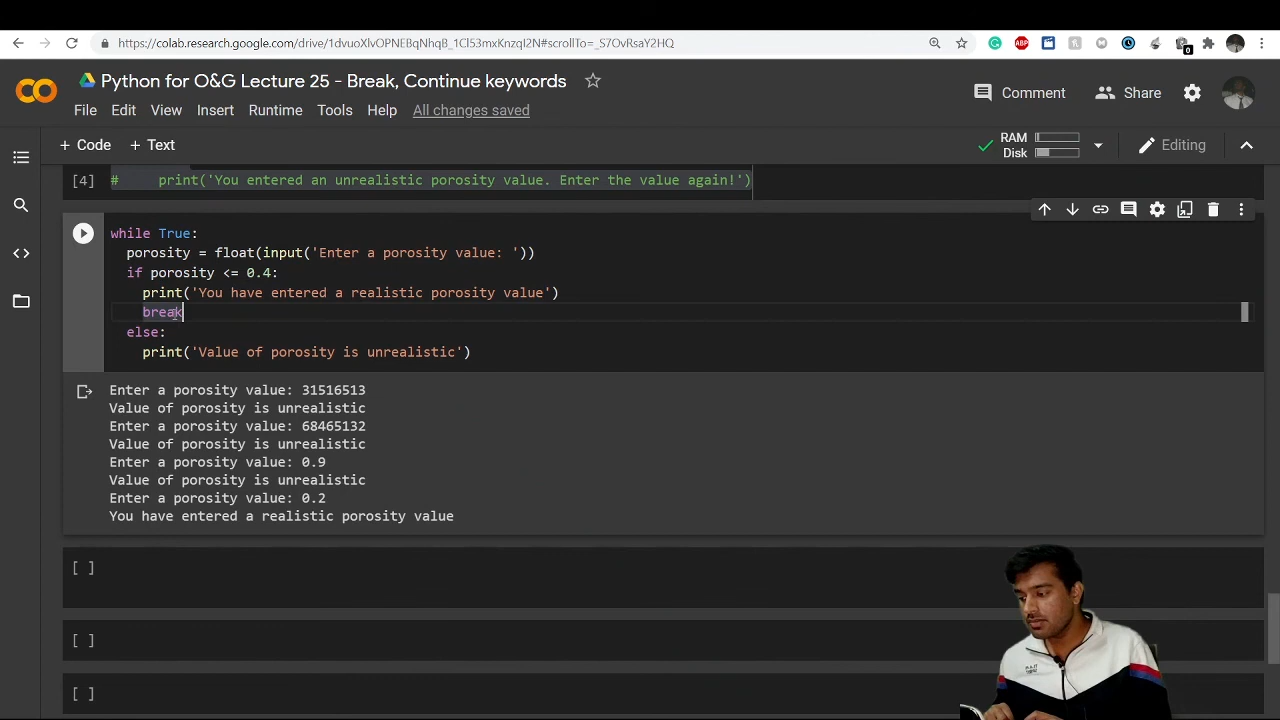 https://colab.research.google.com/drive/1dvuoXlvOPNEBqNhqB_1Cl53mxKnzqI2N#scrollTo=_S7OvRsaY2HQ
Python for O&G Lecture 25 - Break, Continue keywords
File Edit View Insert Runtime Tools Help All changes saved
Comment Share
+ Code + Text
RAM
Disk
Editing
[4] # print('You entered an unrealistic porosity value. Enter the value again!')
while True:
porosity = float(input('Enter a porosity value: '))
if porosity <= 0.4:
print('You have entered a realistic porosity value')
break
else:
print('Value of porosity is unrealistic')
Enter a porosity value: 31516513
Value of porosity is unrealistic
Enter a porosity value: 68465132
Value of porosity is unrealistic
Enter a porosity value: 0.9
Value of porosity is unrealistic
Enter a porosity value: 0.2
You have entered a realistic porosity value
[ ]
[ ]
[ ]